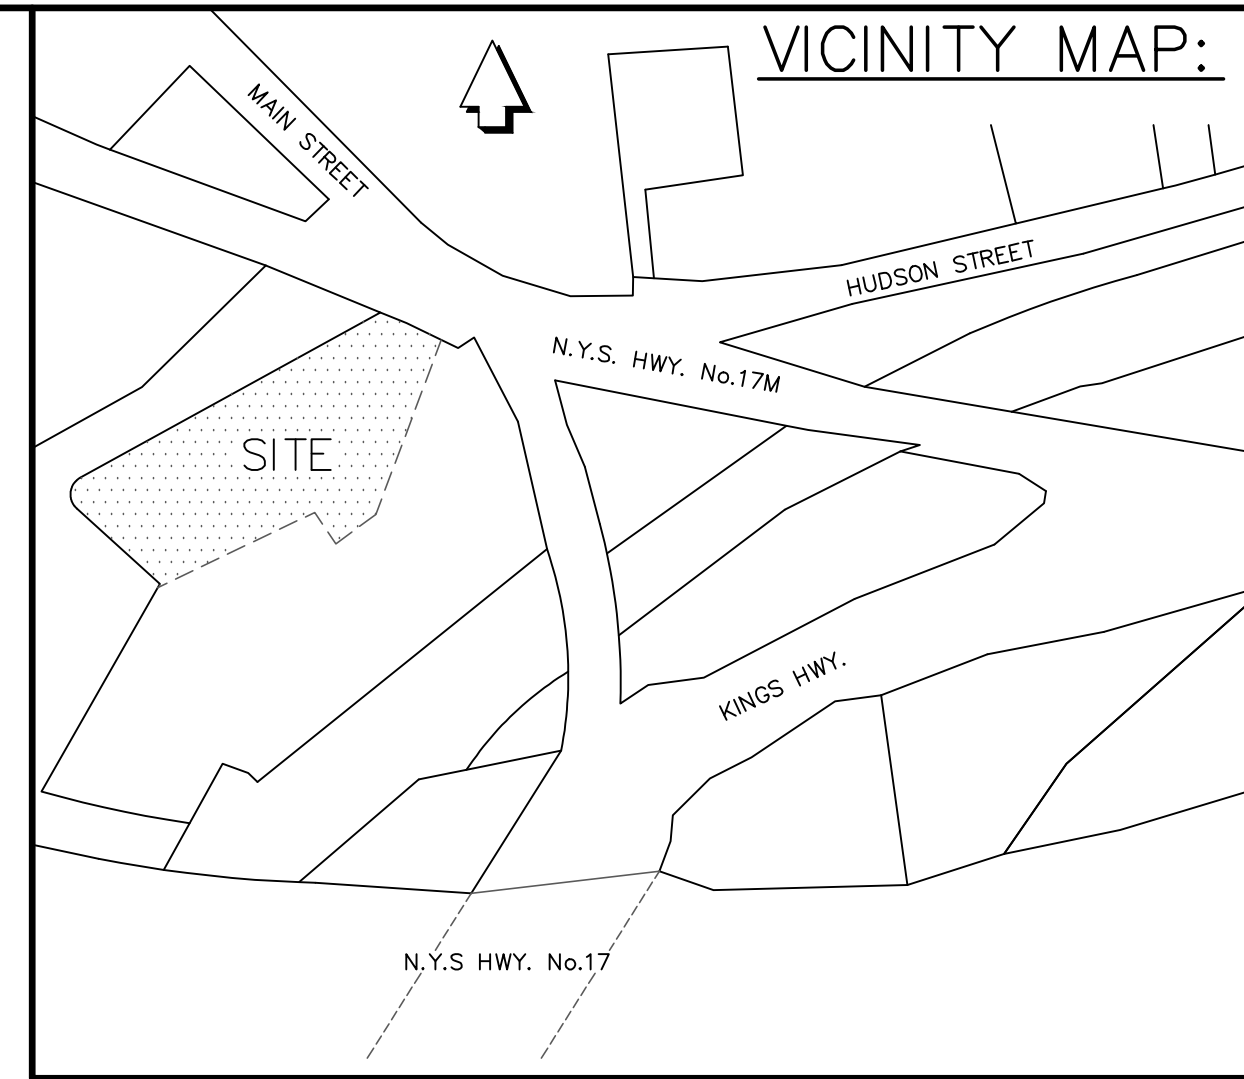 VICINITY MAP:
MAIN STREET
HUDSON STREET
N.Y.S. HWY. No.17M
SITE
KINGS HWY.
N.Y.S HWY. No.17